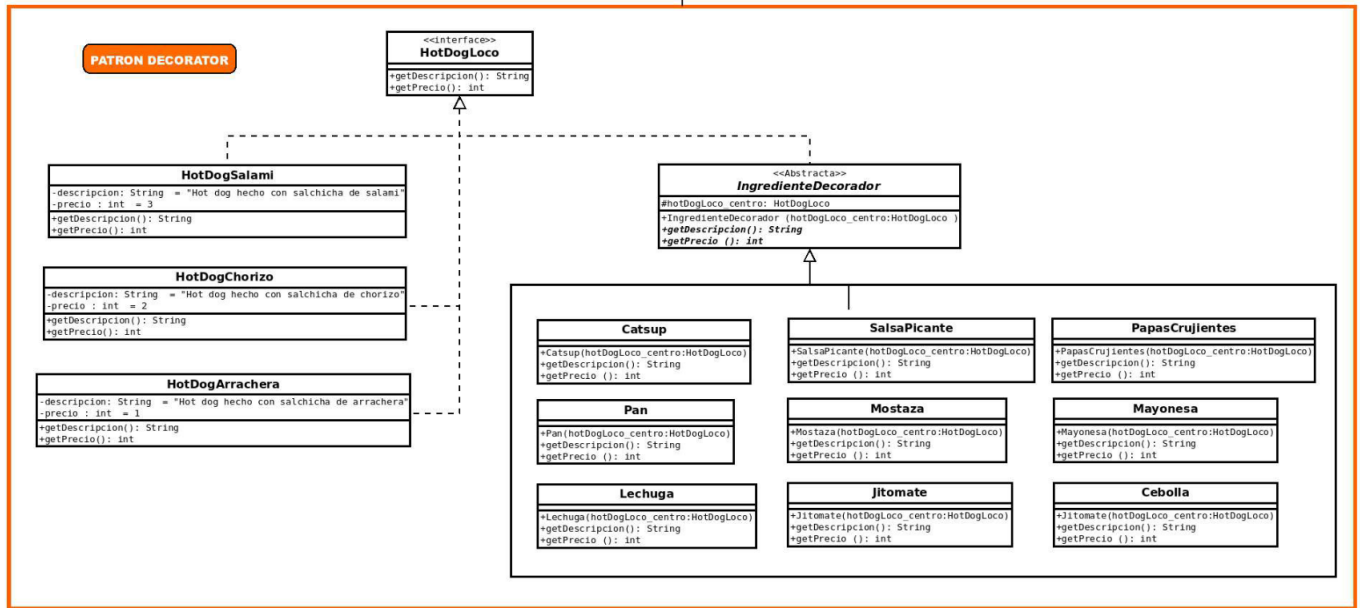 PATRON DECORATOR
<<interface>>
HotDogLoco
+getDescripcion(): String
+getPrecio(): int
HotDogSalami
-descripcion: String = "Hot dog hecho con salchicha de salami"
-precio : int = 3
+getDescripcion(): String
+getPrecio(): int
<<Abstracta>>
IngredienteDecorador
#hotDogLoco_centro: HotDogLoco
+IngredienteDecorador (hotDogLoco_centro:HotDogLoco )
+getDescripcion(): String
+getPrecio (): int
HotDogChorizo
-descripcion: String = "Hot dog hecho con salchicha de chorizo"
-precio : int = 2
+getDescripcion(): String
+getPrecio(): int
HotDogArrachera
-descripcion: String = "Hot dog hecho con salchicha de arrachera"
-precio : int = 1
+getDescripcion(): String
+getPrecio(): int
Catsup
+Catsup(hotDogLoco_centro:HotDogLoco)
+getDescripcion(): String
+getPrecio (): int
SalsaPicante
+SalsaPicante(hotDogLoco_centro:HotDogLoco)
+getDescripcion(): String
+getPrecio (): int
PapasCrujientes
+PapasCrujientes(hotDogLoco_centro:HotDogLoco)
+getDescripcion(): String
+getPrecio (): int
Pan
+Pan(hotDogLoco_centro:HotDogLoco)
+getDescripcion(): String
+getPrecio (): int
Mostaza
+Mostaza(hotDogLoco_centro:HotDogLoco)
+getDescripcion(): String
+getPrecio (): int
Mayonesa
+Mayonesa(hotDogLoco_centro:HotDogLoco)
+getDescripcion(): String
+getPrecio (): int
Lechuga
+Lechuga(hotDogLoco_centro:HotDogLoco)
+getDescripcion(): String
+getPrecio (): int
Jitomate
+Jitomate(hotDogLoco_centro:HotDogLoco)
+getDescripcion(): String
+getPrecio (): int
Cebolla
+Jitomate(hotDogLoco_centro:HotDogLoco)
+getDescripcion(): String
+getPrecio (): int